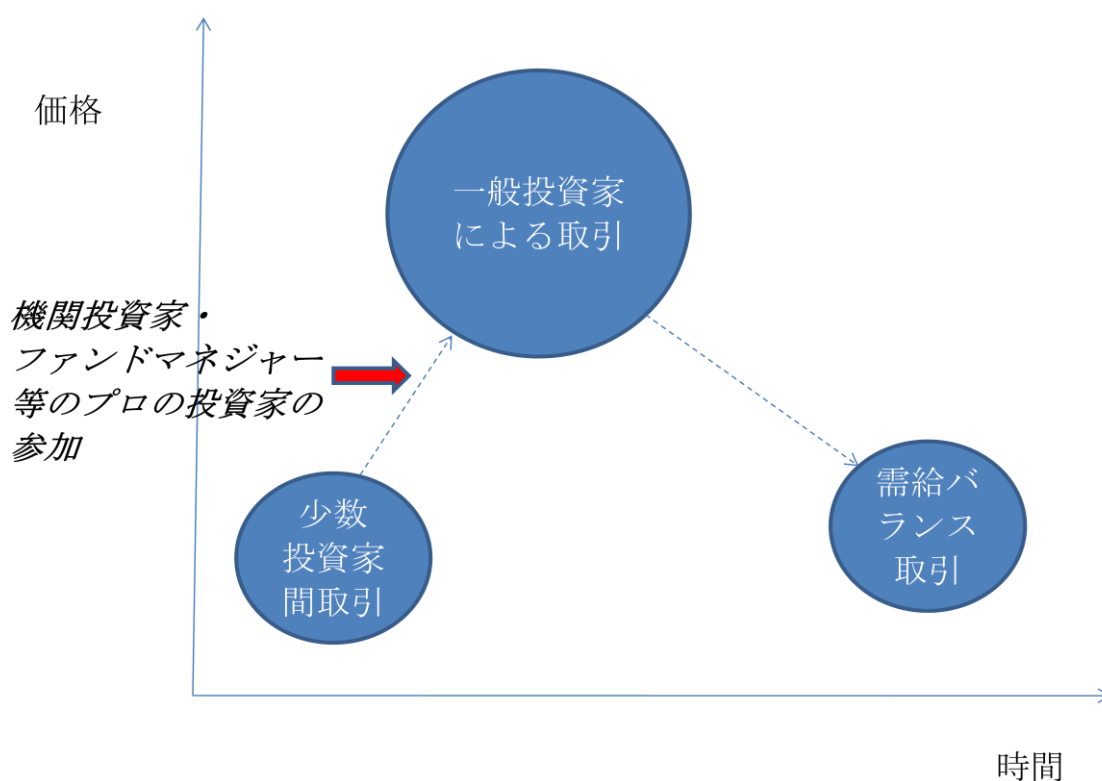 価格
一般投資家
による取引
機関投資家・
ファンドマネジャー
等のプロの投資家の
参加
少数
投資家
間取引
需給バ
ランス
取引
時間